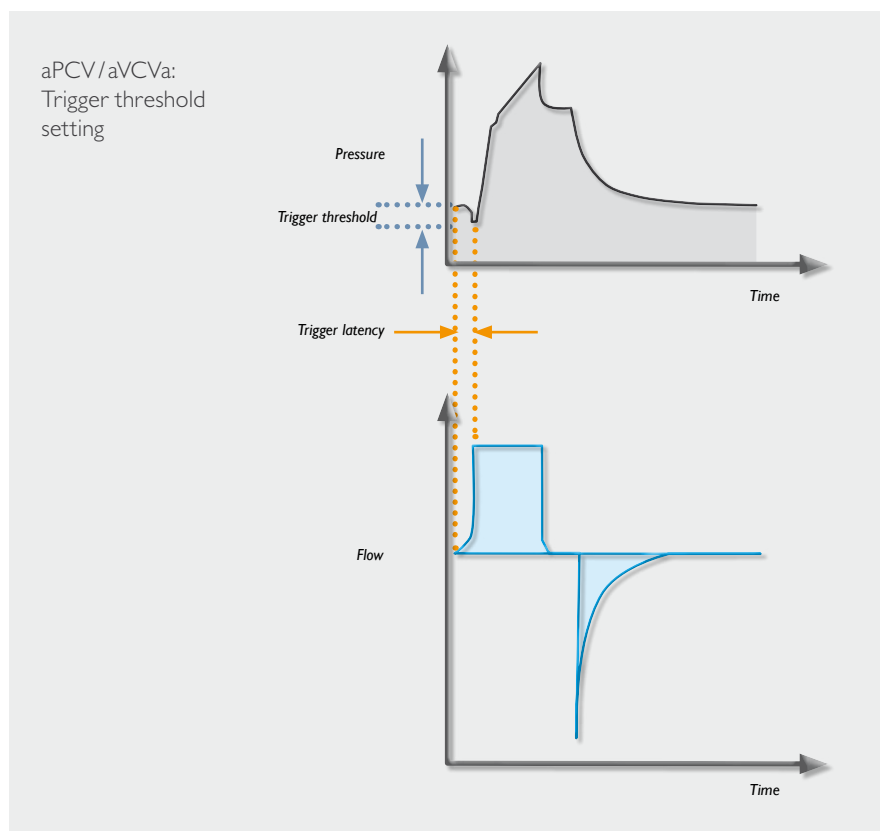 aPCV/aVCVa:
Trigger threshold
setting
Pressure
Trigger threshold
Time
Trigger latency
Flow
Time